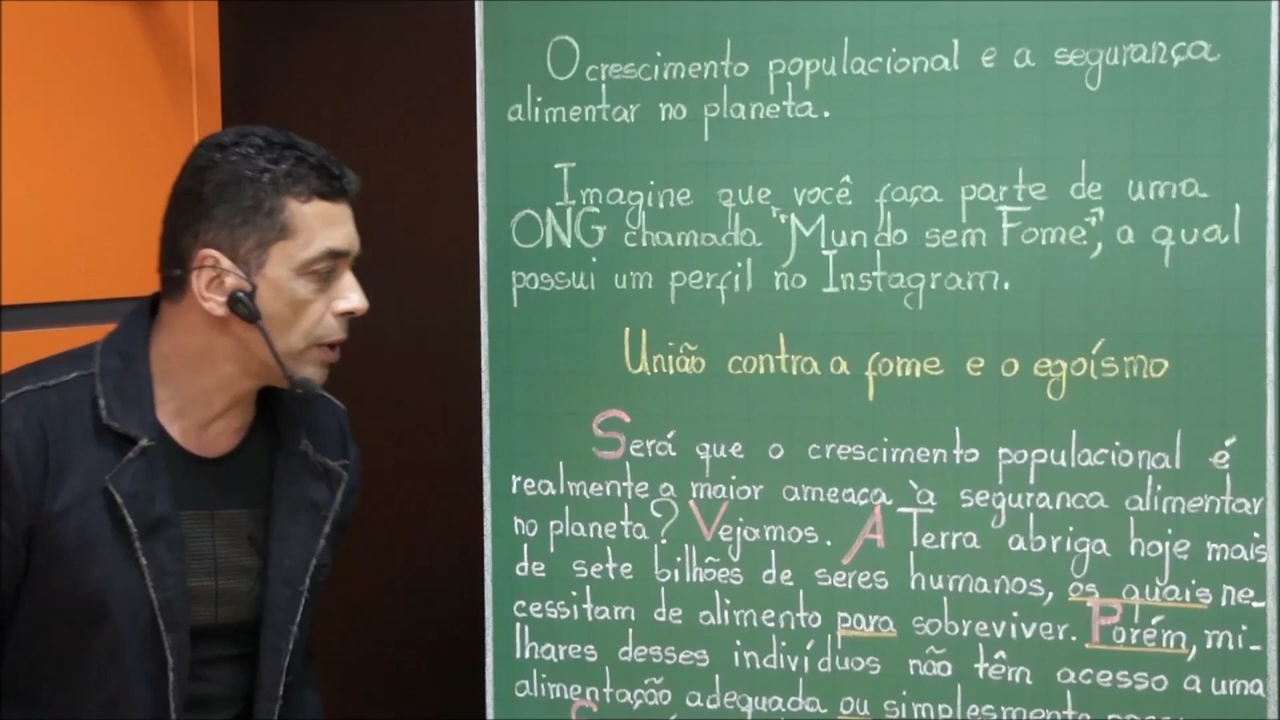 O crescimento populacional e a segurança
alimentar no planeta.
Imagine que você faça parte de uma
ONG chamada "Mundo sem Fome", a qual
possui um perfil no Instagram.
União contra a fome e o egoísmo
Será que o crescimento populacional é
realmente a maior ameaça à seguranca alimentar
no planeta? Vejamos. A Terra abriga hoje mais
de sete bilhões de seres humanos, os quais ne-
cessitam de alimento para sobreviver. Porém, mi-
lhares desses indivíduos não têm acesso a uma
alimentação adequada ou simplesmente